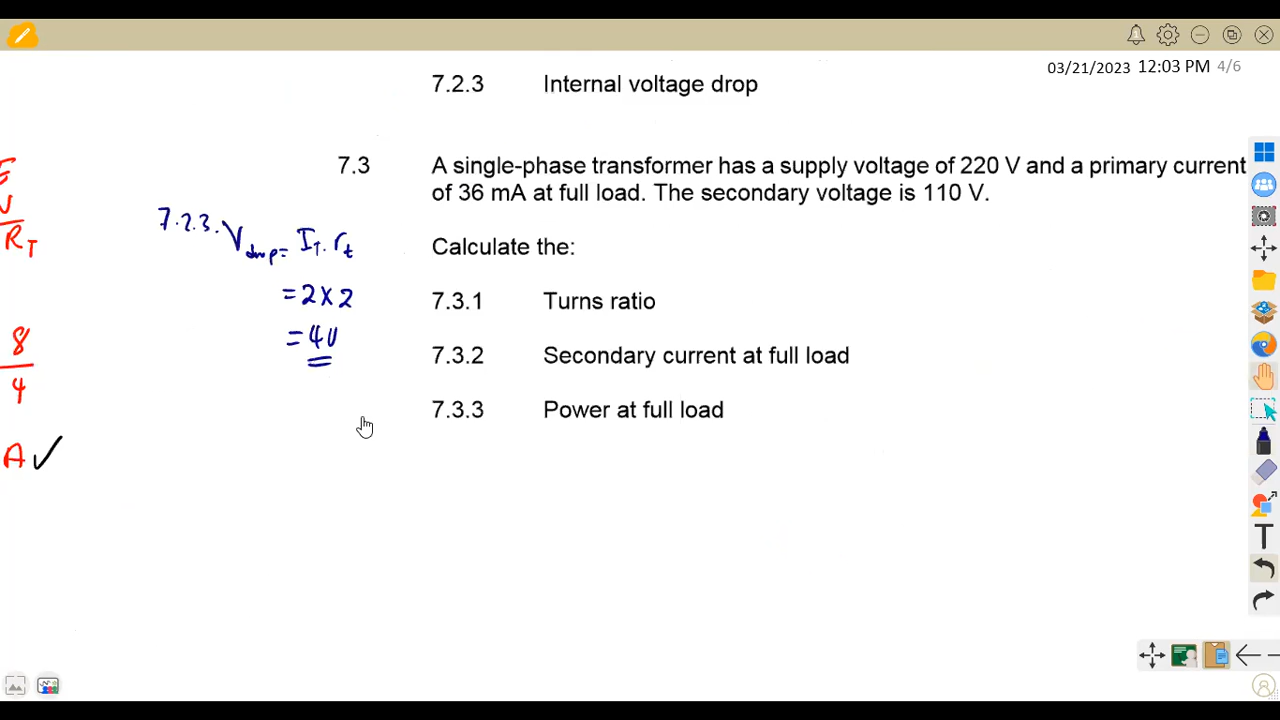 03/21/2023 12:03 PM 4/6
7.2.3 Internal voltage drop
7.3 A single-phase transformer has a supply voltage of 220 V and a primary current
of 36 mA at full load. The secondary voltage is 110 V.
Calculate the:
7.3.1 Turns ratio
7.3.2 Secondary current at full load
7.3.3 Power at full load
7.2.3. Vdrop = IT. rt
= 2 x 2
= 4V
RT
8
4
A ✓
T